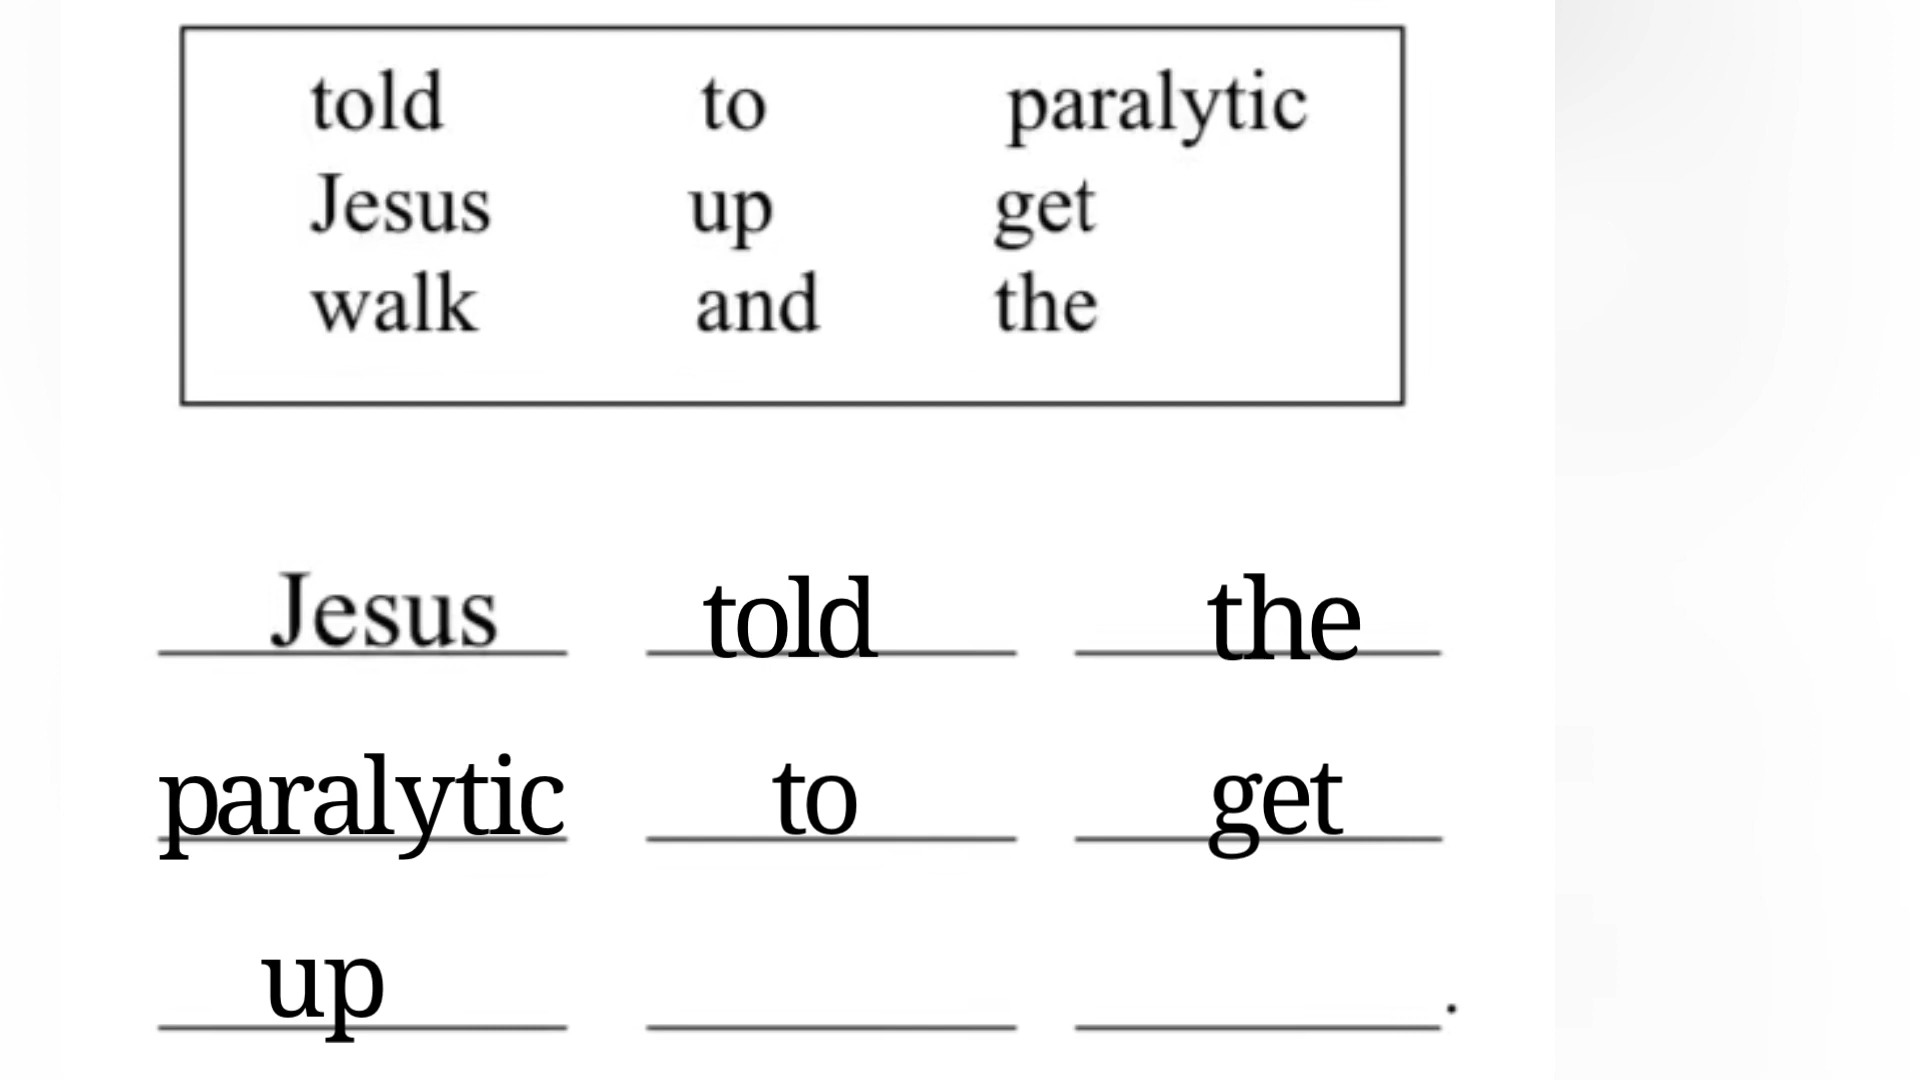 told to paralytic
Jesus up get
walk and the
Jesus told the
paralytic to get
up .